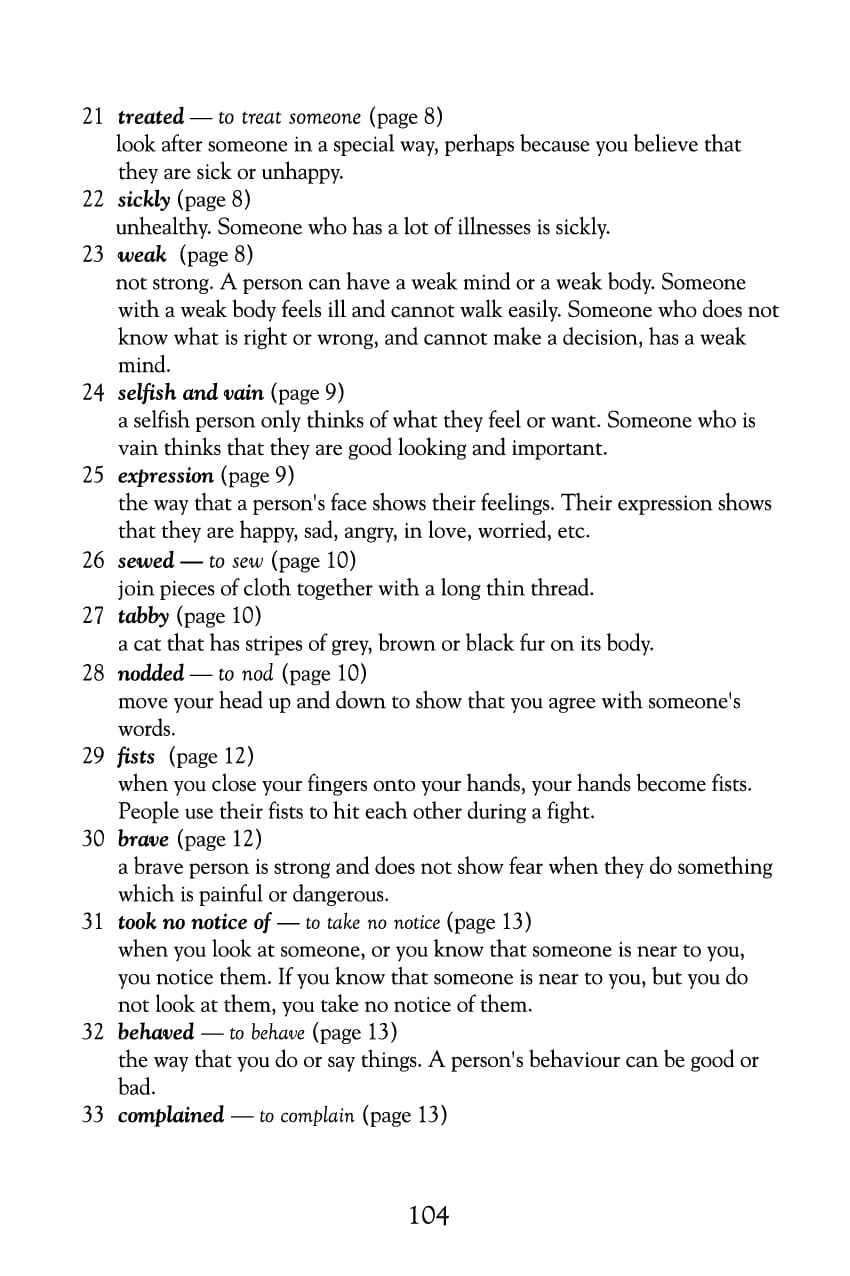 21 treated — to treat someone (page 8)
look after someone in a special way, perhaps because you believe that
they are sick or unhappy.
22 sickly (page 8)
unhealthy. Someone who has a lot of illnesses is sickly.
23 weak (page 8)
not strong. A person can have a weak mind or a weak body. Someone
with a weak body feels ill and cannot walk easily. Someone who does not
know what is right or wrong, and cannot make a decision, has a weak
mind.
24 selfish and vain (page 9)
a selfish person only thinks of what they feel or want. Someone who is
vain thinks that they are good looking and important.
25 expression (page 9)
the way that a person's face shows their feelings. Their expression shows
that they are happy, sad, angry, in love, worried, etc.
26 sewed — to sew (page 10)
join pieces of cloth together with a long thin thread.
27 tabby (page 10)
a cat that has stripes of grey, brown or black fur on its body.
28 nodded — to nod (page 10)
move your head up and down to show that you agree with someone's
words.
29 fists (page 12)
when you close your fingers onto your hands, your hands become fists.
People use their fists to hit each other during a fight.
30 brave (page 12)
a brave person is strong and does not show fear when they do something
which is painful or dangerous.
31 took no notice of — to take no notice (page 13)
when you look at someone, or you know that someone is near to you,
you notice them. If you know that someone is near to you, but you do
not look at them, you take no notice of them.
32 behaved — to behave (page 13)
the way that you do or say things. A person's behaviour can be good or
bad.
33 complained — to complain (page 13)
104